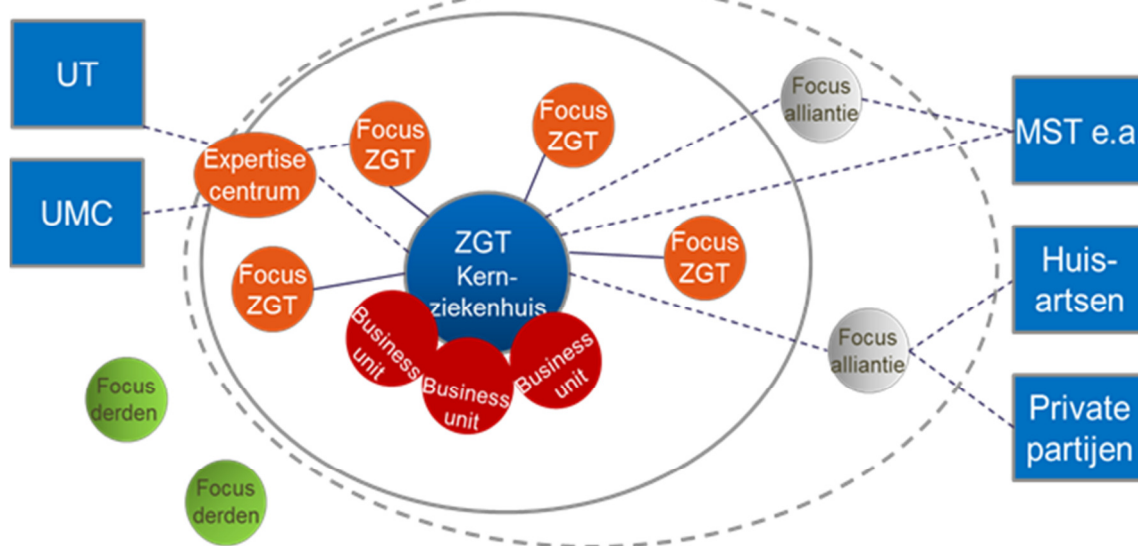 UT
UMC
Expertise
centrum
Focus
ZGT
Focus
ZGT
Focus
ZGT
Focus
ZGT
ZGT
Kern-
ziekenhuis
Business
unit
Business
unit
Business
unit
Focus
alliantie
Focus
alliantie
MST e.a
Huis-
artsen
Private
partijen
Focus
derden
Focus
derden